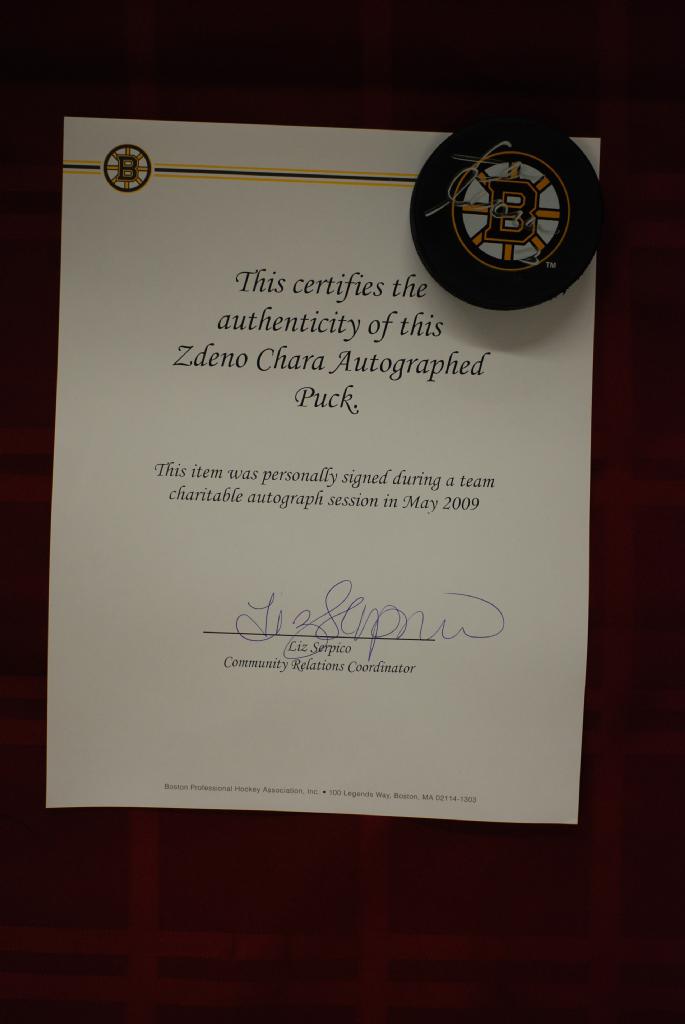 B
B
TM
This certifies the
authenticity of this
Zdeno Chara Autographed
Puck.
This item was personally signed during a team
charitable autograph session in May 2009
Liz Serpico
Liz Serpico
Community Relations Coordinator
Boston Professional Hockey Association, Inc. • 100 Legends Way, Boston, MA 02114-1303